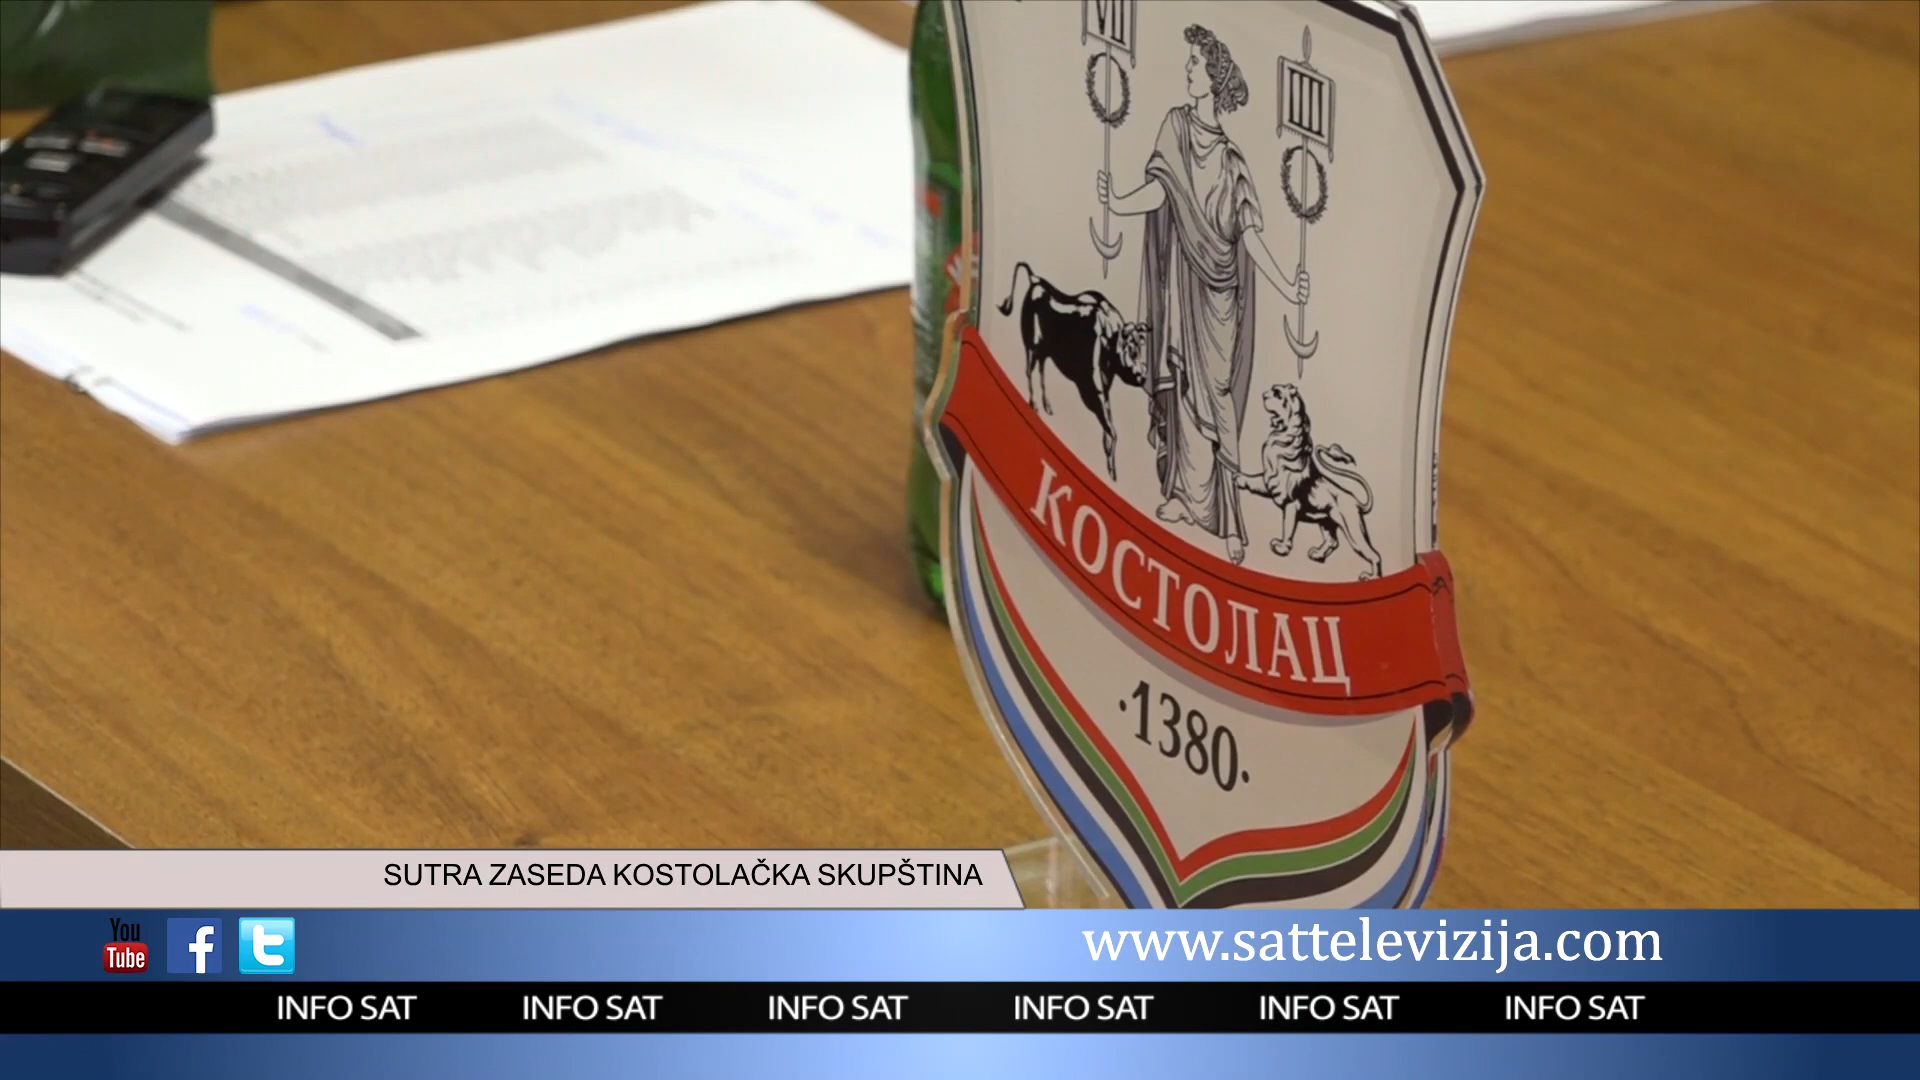 VII
IIII
КОСТОЛАЦ
·1380·
SUTRA ZASEDA KOSTOLAČKA SKUPŠTINA
You
Tube
www.sattelevizija.com
INFO SAT INFO SAT INFO SAT INFO SAT INFO SAT INFO SAT